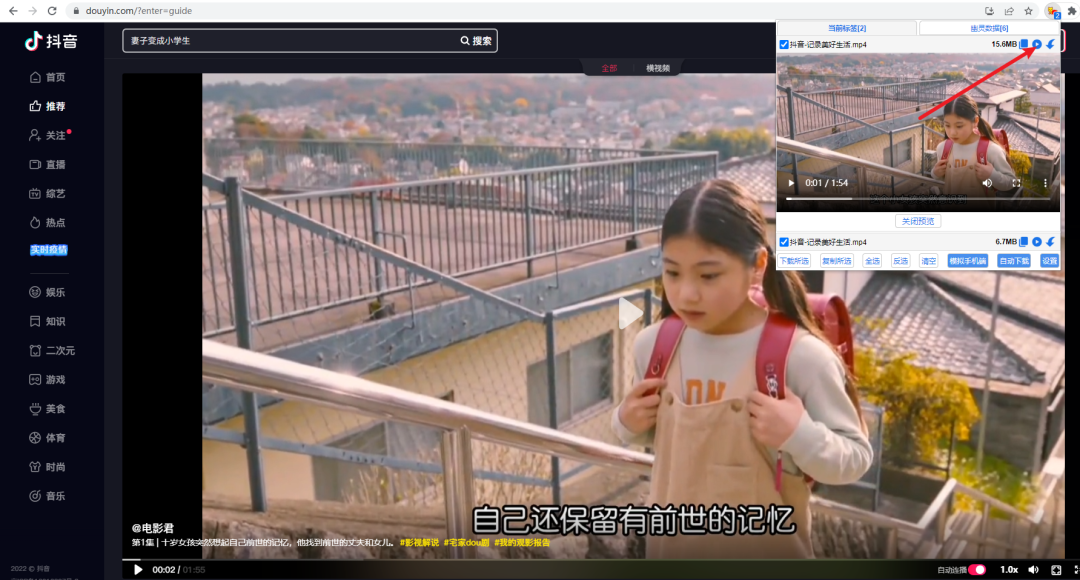 douyin.com/?enter=guide
2
抖音
妻子变成小学生
搜索
全部
横视频
首页
推荐
关注
直播
TV
综艺
热点
实时疫情
娱乐
知识
二次元
游戏
美食
体育
时尚
音乐
2022 © 抖音
当前标签[2]
幽灵数据[6]
抖音-记录美好生活.mp4
15.6MB
0:01 / 1:54
关闭预览
抖音-记录美好生活.mp4
6.7MB
下载所选
复制所选
全选
反选
清空
模拟手机端
自动下载
设置
自己还保留有前世的记忆
@电影君
第1集 | 十岁女孩突然想起自己前世的记忆，他找到前世的丈夫和女儿。#影视解说 #宅家dou剧 #我的观影报告
00:02 / 01:55
自动连播
1.0x